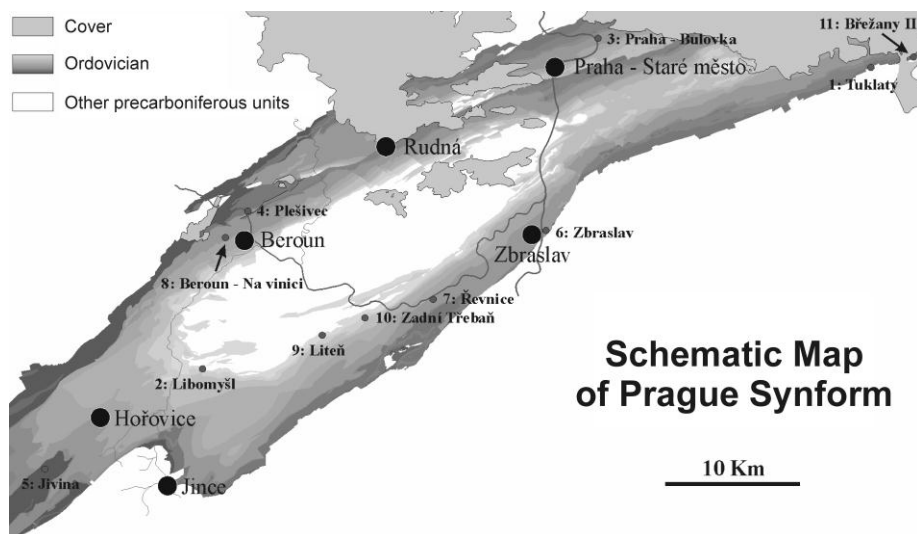 Cover
Ordovician
Other precarboniferous units
11: Břežany II
3: Praha - Bulovka
Praha - Staré město
1: Tuklaty
Rudná
4: Plešivec
Beroun
6: Zbraslav
Zbraslav
8: Beroun - Na vinici
7: Řevnice
10: Zadní Třebaň
9: Liteň
2: Libomyšl
Schematic Map
of Prague Synform
Hořovice
10 Km
5: Jivina
Jince